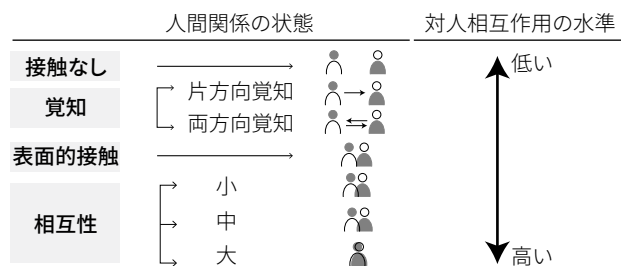 人間関係の状態 対人相互作用の水準
接触なし 低い
覚知 片方向覚知
両方向覚知
表面的接触
相互性 小
中
大 高い